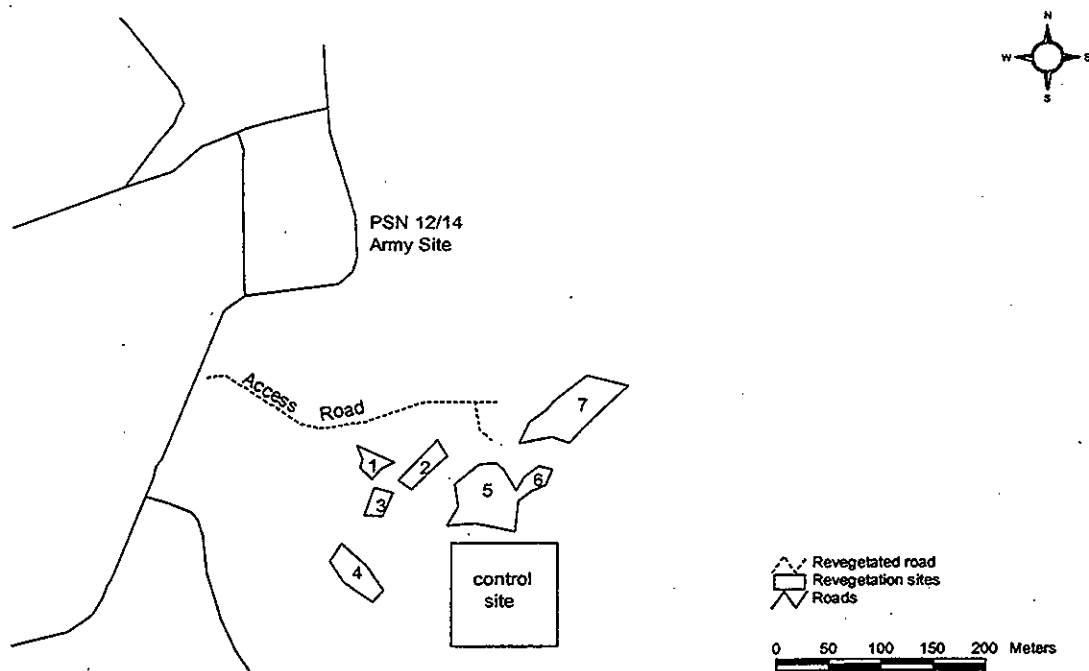 N
W S
S
PSN 12/14
Army Site
Access Road
7
1
2
6
5
3
4
control
site
Revegetated road
Revegetation sites
Roads
0 50 100 150 200 Meters